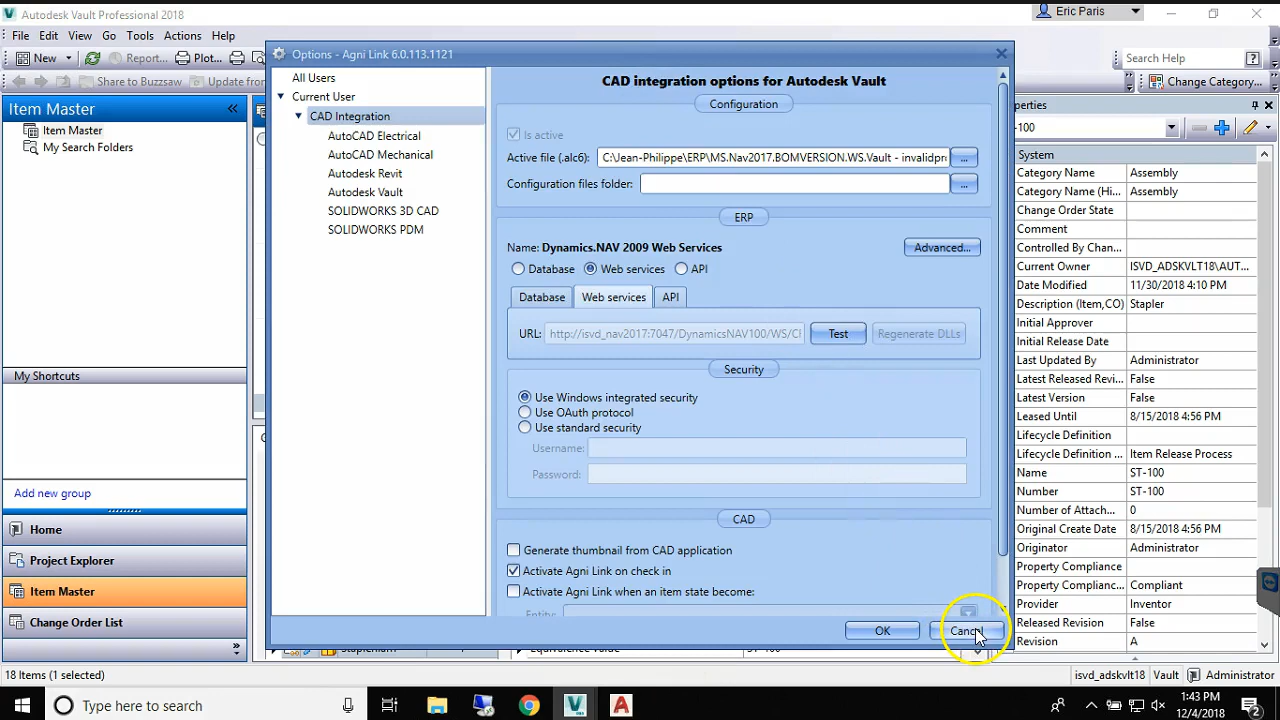 Autodesk Vault Professional 2018
Eric Paris
File Edit View Go Tools Actions Help
New Report... Plot...
Search Help
Share to Buzzsaw Update from
Change Category...
Item Master
Item Master
My Search Folders
My Shortcuts
Add new group
Home
Project Explorer
Item Master
Change Order List
18 Items (1 selected)
Options - Agni Link 6.0.113.1121
All Users
Current User
CAD Integration
AutoCAD Electrical
AutoCAD Mechanical
Autodesk Revit
Autodesk Vault
SOLIDWORKS 3D CAD
SOLIDWORKS PDM
CAD integration options for Autodesk Vault
Configuration
Is active
Active file (.alc6): C:\Jean-Philippe\ERP\MS.Nav2017.BOMVERSION.WS.Vault - invalidpr ...
Configuration files folder: ...
ERP
Name: Dynamics.NAV 2009 Web Services Advanced...
Database Web services API
Database Web services API
URL: http://isvd_nav2017:7047/DynamicsNAV100/WS/ Test Regenerate DLLs
Security
Use Windows integrated security
Use OAuth protocol
Use standard security
Username:
Password:
CAD
Generate thumbnail from CAD application
Activate Agni Link on check in
Activate Agni Link when an item state become:
Entity:
OK Cancel
perties
-100
System
Category Name Assembly
Category Name (Hi... Assembly
Change Order State
Comment
Controlled By Chan...
Current Owner ISVD_ADSKVLT18\AUT...
Date Modified 11/30/2018 4:10 PM
Description (Item,CO) Stapler
Initial Approver
Initial Release Date
Last Updated By Administrator
Latest Released Revi... False
Latest Version False
Leased Until 8/15/2018 4:56 PM
Lifecycle Definition
Lifecycle Definition ... Item Release Process
Name ST-100
Number ST-100
Number of Attach... 0
Original Create Date 8/15/2018 4:56 PM
Originator Administrator
Property Compliance
Property Complianc... Compliant
Provider Inventor
Released Revision False
Revision A
isvd_adskvlt18 Vault Administrator
Type here to search
1:43 PM
12/4/2018
2